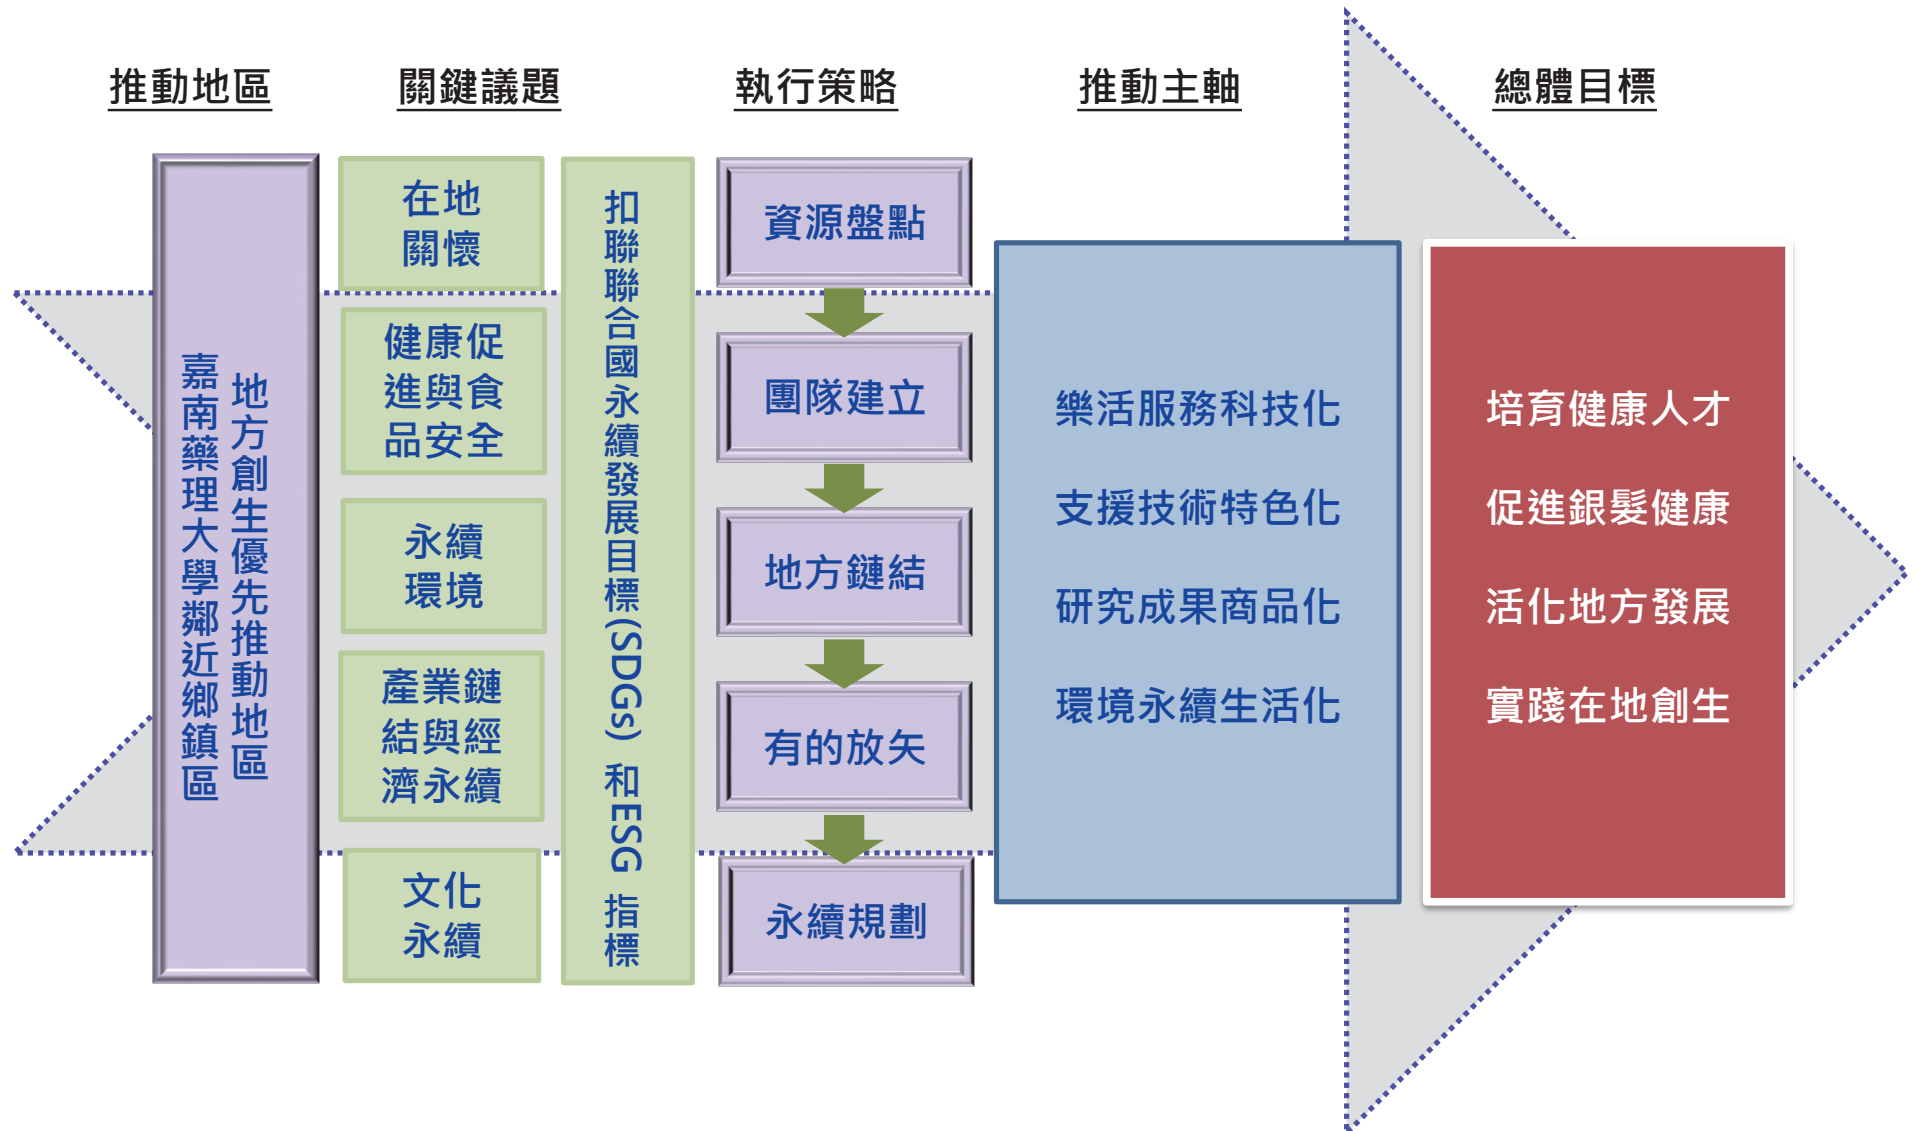 推動地區
關鍵議題
執行策略
推動主軸
總體目標
地方創生優先推動地區
嘉南藥理大學鄰近鄉鎮區
在地
關懷
健康促
進與食
品安全
永續
環境
產業鏈
結與經
濟永續
文化
永續
扣聯聯合國永續發展目標(SDGs) 和ESG 指標
資源盤點
團隊建立
地方鏈結
有的放矢
永續規劃
樂活服務科技化
支援技術特色化
研究成果商品化
環境永續生活化
培育健康人才
促進銀髮健康
活化地方發展
實踐在地創生